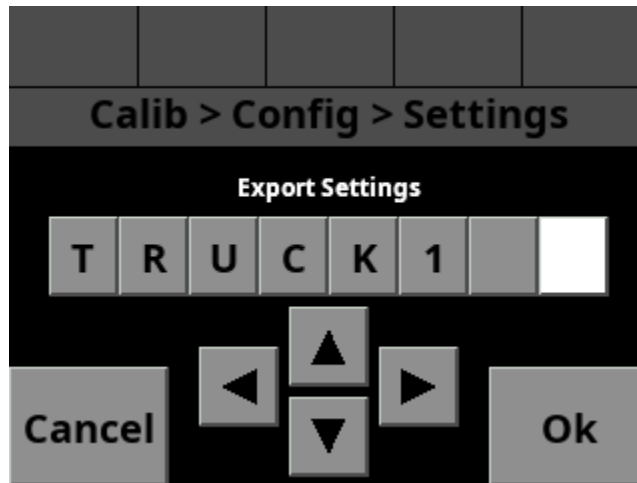 Calib > Config > Settings
Export Settings
T R U C K 1
Cancel
Ok